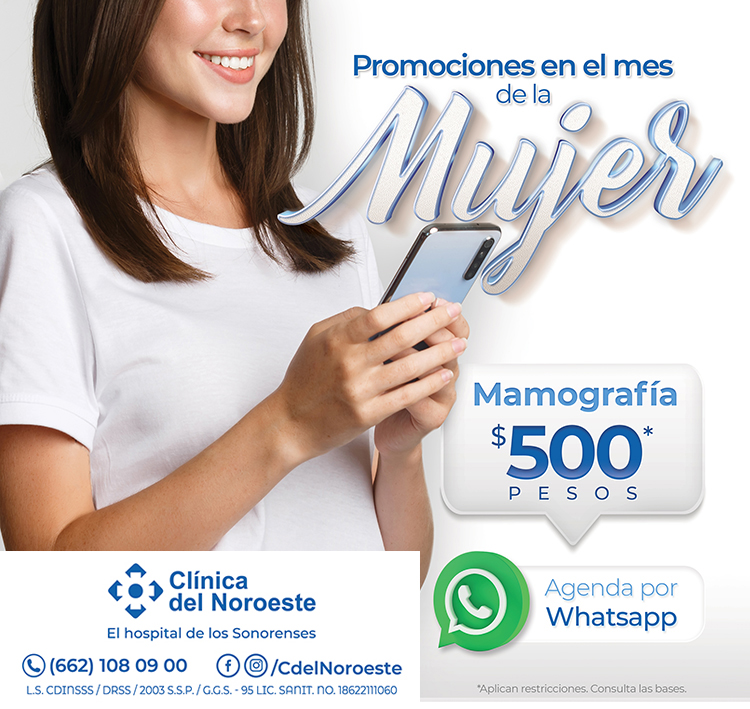 Promociones en el mes
de la
Mujer
Mamografía
$500*
PESOS
Agenda por
Whatsapp
Clínica
del Noroeste
El hospital de los Sonorenses
(662) 108 09 00 /CdelNoroeste
L.S. CDINSSS / DRSS / 2003 S.S.P. / G.G.S. - 95 LIC. SANIT. NO. 18622111060
*Aplican restricciones. Consulta las bases.